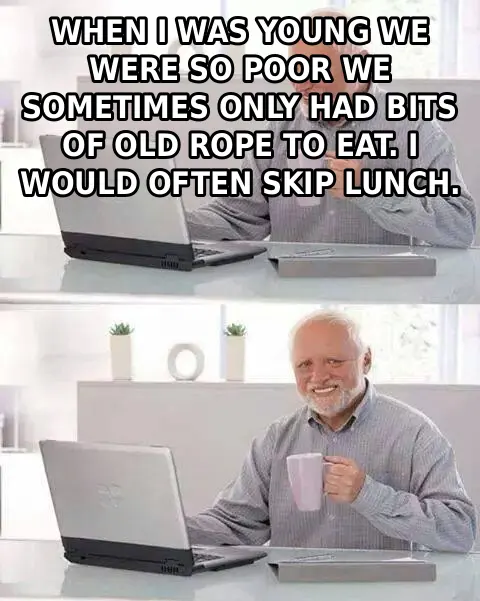 WHEN I WAS YOUNG WE
WERE SO POOR WE
SOMETIMES ONLY HAD BITS
OF OLD ROPE TO EAT. I
WOULD OFTEN SKIP LUNCH.